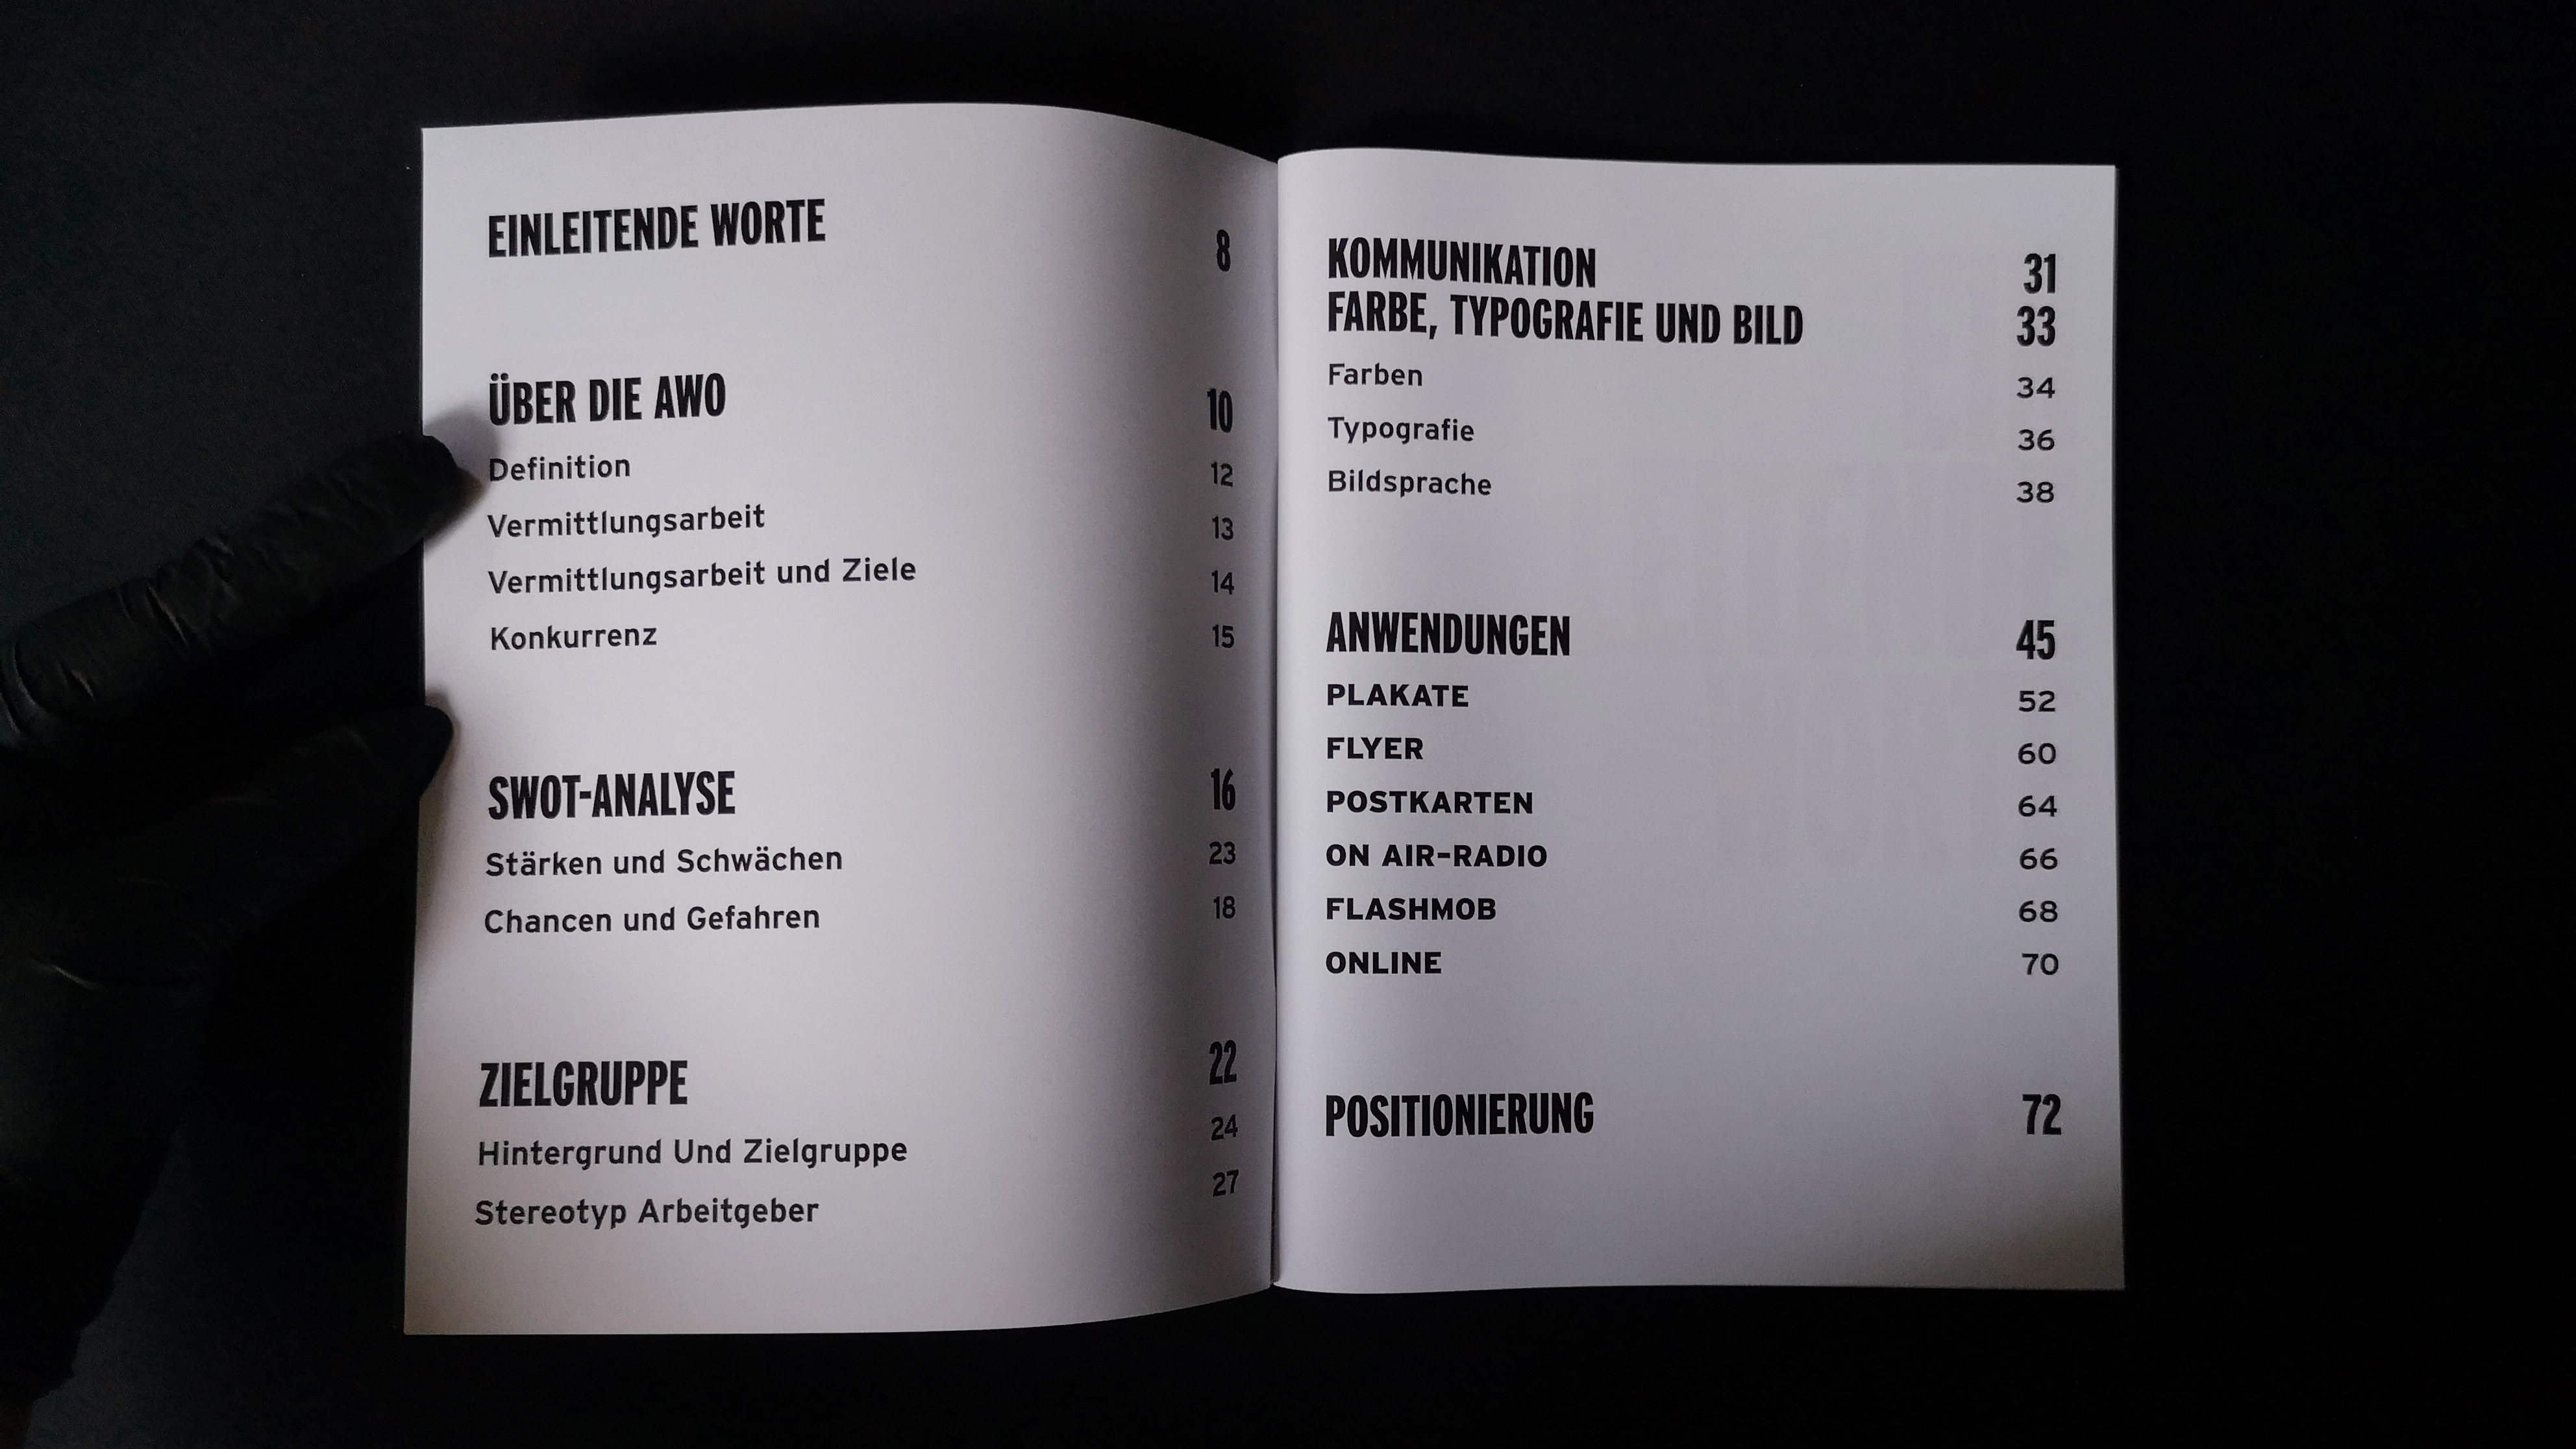 EINLEITENDE WORTE 8
ÜBER DIE AWO 10
Definition 12
Vermittlungsarbeit 13
Vermittlungsarbeit und Ziele 14
Konkurrenz 15
SWOT-ANALYSE 16
Stärken und Schwächen 23
Chancen und Gefahren 18
ZIELGRUPPE 22
Hintergrund Und Zielgruppe 24
Stereotyp Arbeitgeber 27
KOMMUNIKATION 31
FARBE, TYPOGRAFIE UND BILD 33
Farben 34
Typografie 36
Bildsprache 38
ANWENDUNGEN 45
PLAKATE 52
FLYER 60
POSTKARTEN 64
ON AIR-RADIO 66
FLASHMOB 68
ONLINE 70
POSITIONIERUNG 72